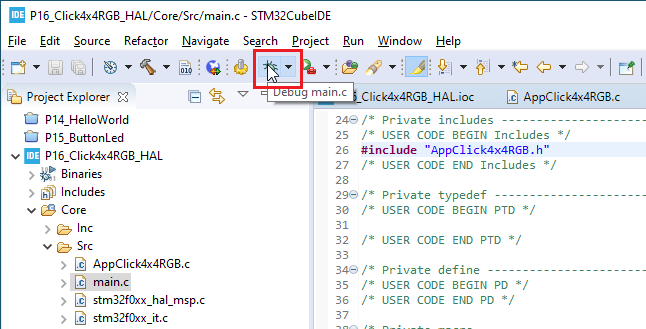 IDE P16_Click4x4RGB_HAL/Core/Src/main.c - STM32CubeIDE
File Edit Source Refactor Navigate Search Project Run Window Help
010
Debug main.c
Project Explorer
_Click4x4RGB_HAL.ioc
AppClick4x4RGB.c
P14_HelloWorld
P15_ButtonLed
IDE P16_Click4x4RGB_HAL
Binaries
Includes
Core
Inc
Src
.c AppClick4x4RGB.c
.c main.c
.c stm32f0xx_hal_msp.c
.c stm32f0xx_it.c
24 /* Private includes ------------------
25 /* USER CODE BEGIN Includes */
26 #include "AppClick4x4RGB.h"
27 /* USER CODE END Includes */
28
29 /* Private typedef -------------------
30 /* USER CODE BEGIN PTD */
31
32 /* USER CODE END PTD */
33
34 /* Private define --------------------
35 /* USER CODE BEGIN PD */
36 /* USER CODE END PD */
37